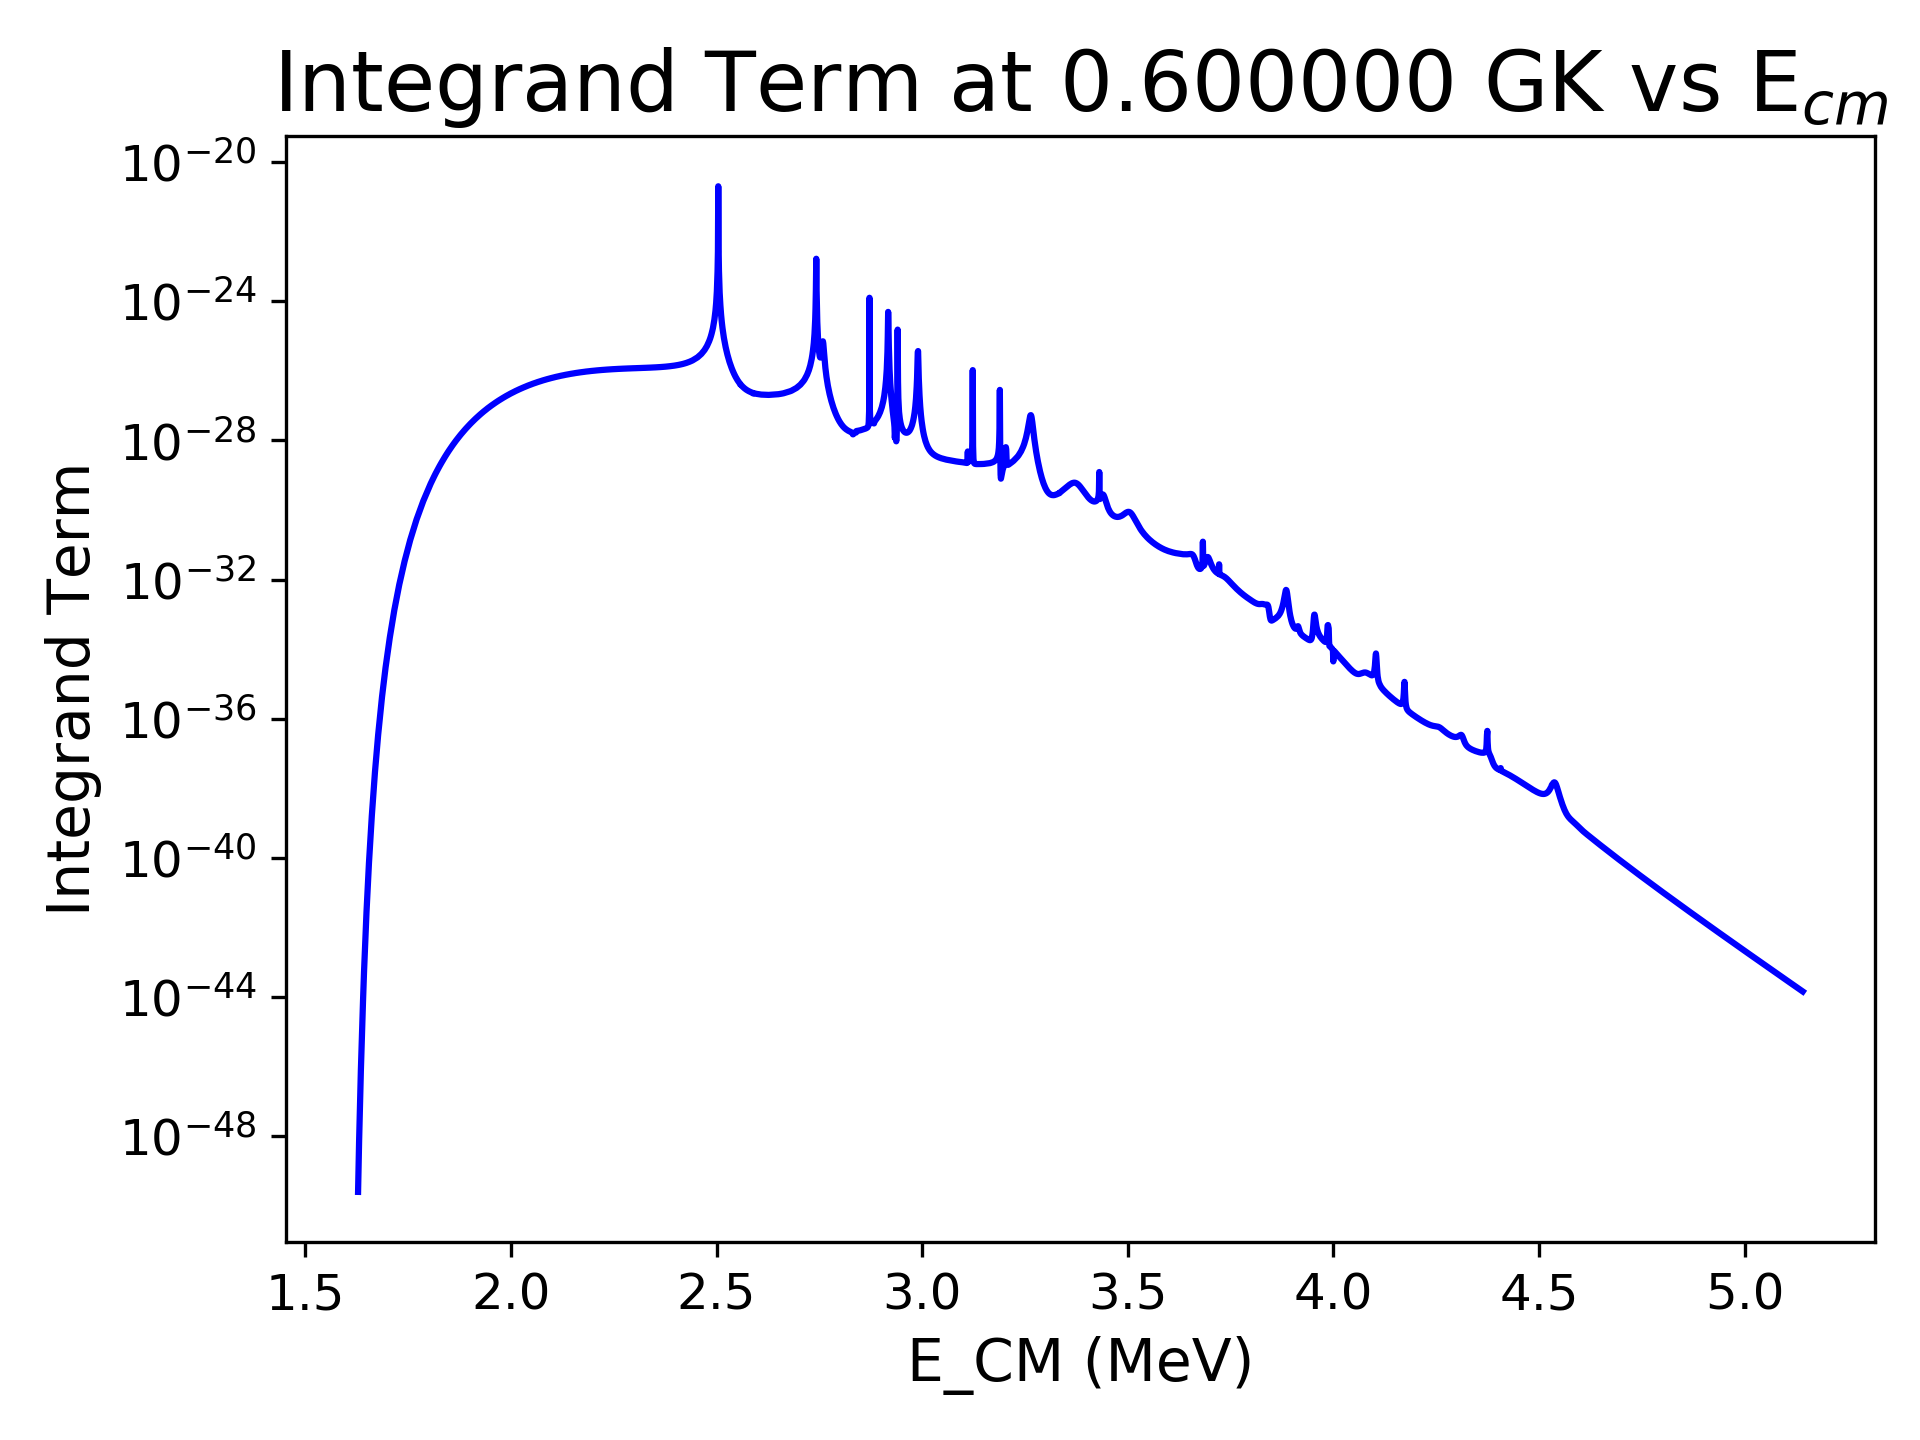 Integrand Term at 0.600000 GK vs E_cm
10^−20
10^−24
10^−28
10^−32
10^−36
10^−40
10^−44
10^−48
Integrand Term
1.5 2.0 2.5 3.0 3.5 4.0 4.5 5.0
E_CM (MeV)